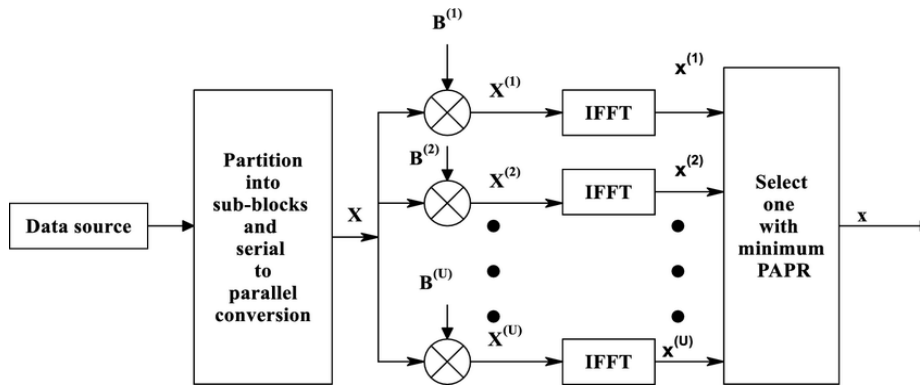 Data source
Partition
into
sub-blocks
and
serial
to
parallel
conversion
X
B(1)
X(1)
IFFT
x(1)
B(2)
X(2)
IFFT
x(2)
B(U)
X(U)
IFFT
x(U)
Select
one
with
minimum
PAPR
x